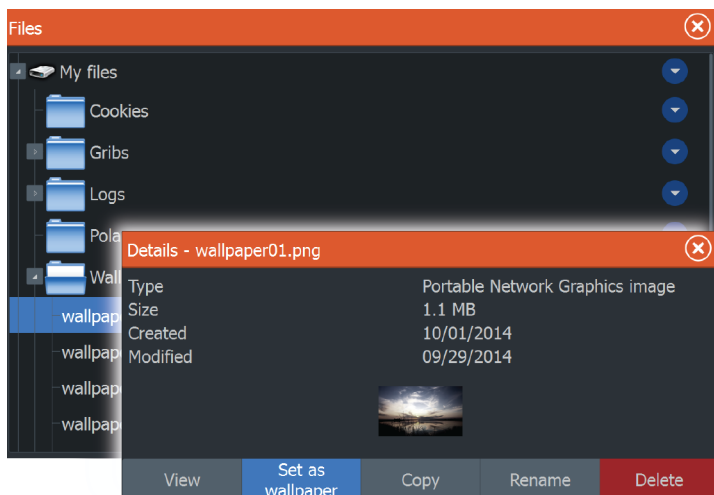 Files
My files
Cookies
Gribs
Logs
Pola
Wall
wallpap
wallpape
wallpap
wallpap
Details - wallpaper01.png
Type Portable Network Graphics image
Size 1.1 MB
Created 10/01/2014
Modified 09/29/2014
View
Set as
wallpaper
Copy
Rename
Delete